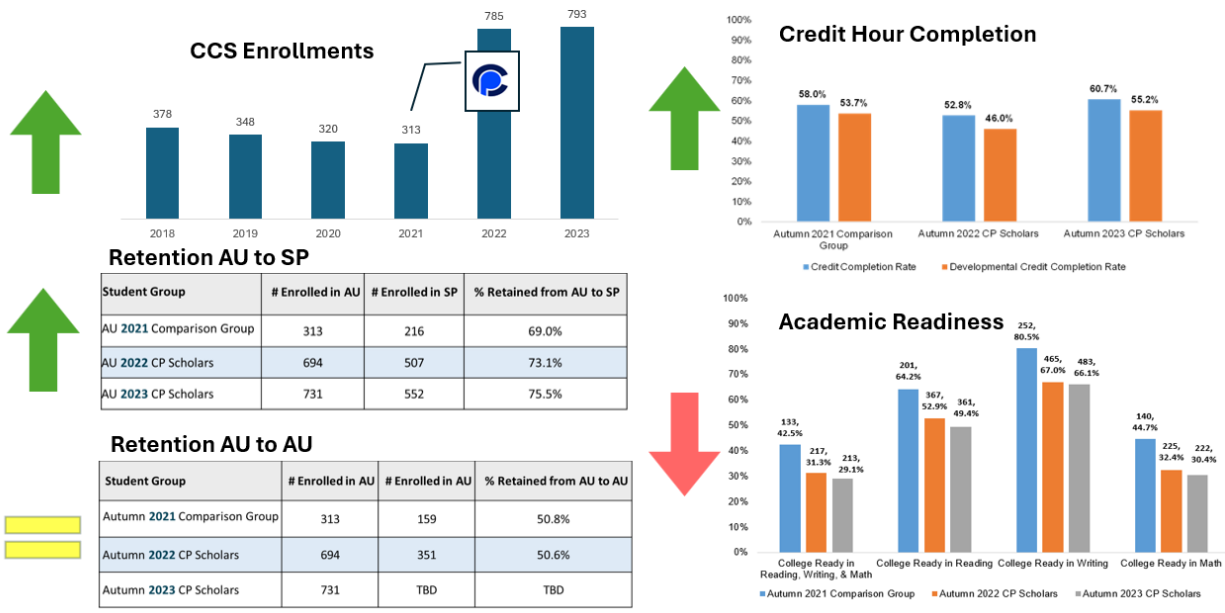 CCS Enrollments
785
793
378
348
320
313
2018
2019
2020
2021
2022
2023
Retention AU to SP
Student Group # Enrolled in AU # Enrolled in SP % Retained from AU to SP
AU 2021 Comparison Group 313 216 69.0%
AU 2022 CP Scholars 694 507 73.1%
AU 2023 CP Scholars 731 552 75.5%
Retention AU to AU
Student Group # Enrolled in AU # Enrolled in AU % Retained from AU to AU
Autumn 2021 Comparison Group 313 159 50.8%
Autumn 2022 CP Scholars 694 351 50.6%
Autumn 2023 CP Scholars 731 TBD TBD
Credit Hour Completion
100%
90%
80%
70%
60%
50%
40%
30%
20%
10%
0%
58.0%
53.7%
52.8%
46.0%
60.7%
55.2%
Autumn 2021 Comparison
Group
Autumn 2022 CP Scholars
Autumn 2023 CP Scholars
Credit Completion Rate
Developmental Credit Completion Rate
Academic Readiness
100%
90%
80%
70%
60%
50%
40%
30%
20%
10%
0%
133,
42.5%
217,
31.3%
213,
29.1%
201,
64.2%
367,
52.9%
361,
49.4%
252,
80.5%
465,
67.0%
483,
66.1%
140,
44.7%
225,
32.4%
222,
30.4%
College Ready in
Reading, Writing, & Math
College Ready in Reading
College Ready in Writing
College Ready in Math
Autumn 2021 Comparison Group
Autumn 2022 CP Scholars
Autumn 2023 CP Scholars